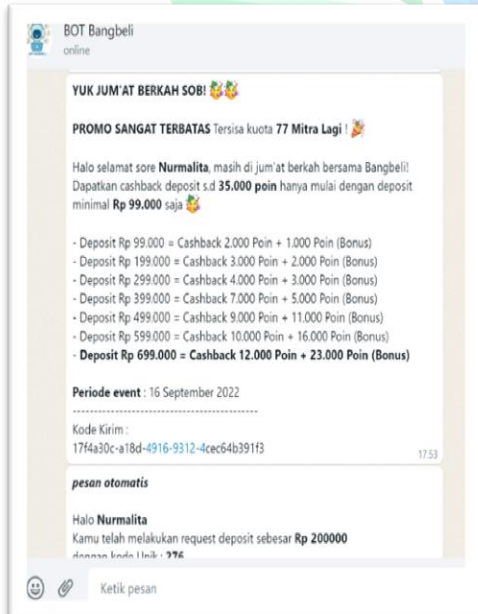 BOT Bangbeli
online
YUK JUM'AT BERKAH SOB!
PROMO SANGAT TERBATAS Tersisa kuota 77 Mitra Lagi !
Halo selamat sore Nurmalita, masih di jum'at berkah bersama Bangbeli!
Dapatkan cashback deposit s.d 35.000 poin hanya mulai dengan deposit
minimal Rp 99.000 saja
- Deposit Rp 99.000 = Cashback 2.000 Poin + 1.000 Poin (Bonus)
- Deposit Rp 199.000 = Cashback 3.000 Poin + 2.000 Poin (Bonus)
- Deposit Rp 299.000 = Cashback 4.000 Poin + 3.000 Poin (Bonus)
- Deposit Rp 399.000 = Cashback 7.000 Poin + 5.000 Poin (Bonus)
- Deposit Rp 499.000 = Cashback 9.000 Poin + 11.000 Poin (Bonus)
- Deposit Rp 599.000 = Cashback 10.000 Poin + 16.000 Poin (Bonus)
- Deposit Rp 699.000 = Cashback 12.000 Poin + 23.000 Poin (Bonus)
Periode event : 16 September 2022
--------------------------------------------
Kode Kirim :
17f4a30c-a18d-4916-9312-4cec64b391f3
17.53
pesan otomatis
Halo Nurmalita
Kamu telah melakukan request deposit sebesar Rp 200000
dengan kode Unik : 276
Ketik pesan